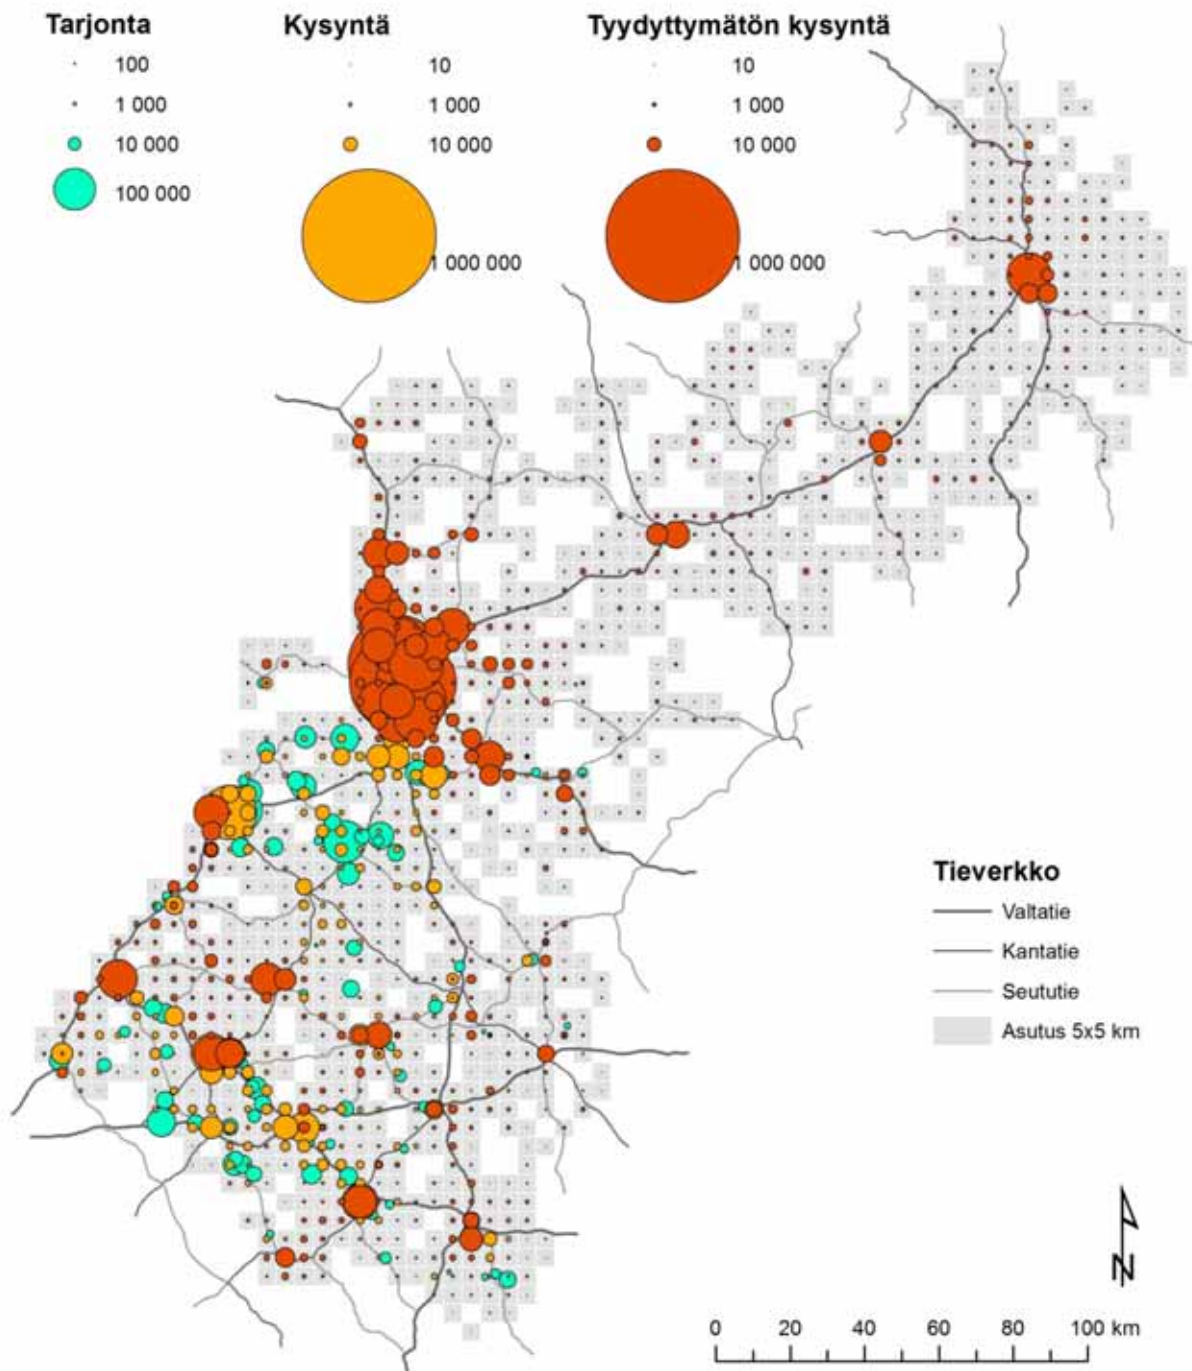 Tarjonta
100
1 000
10 000
100 000
Kysyntä
10
1 000
10 000
1 000 000
Tyydyttymätön kysyntä
10
1 000
10 000
1 000 000
Tieverkko
Valtatie
Kantatie
Seututie
Asutus 5x5 km
N
0 20 40 60 80 100 km